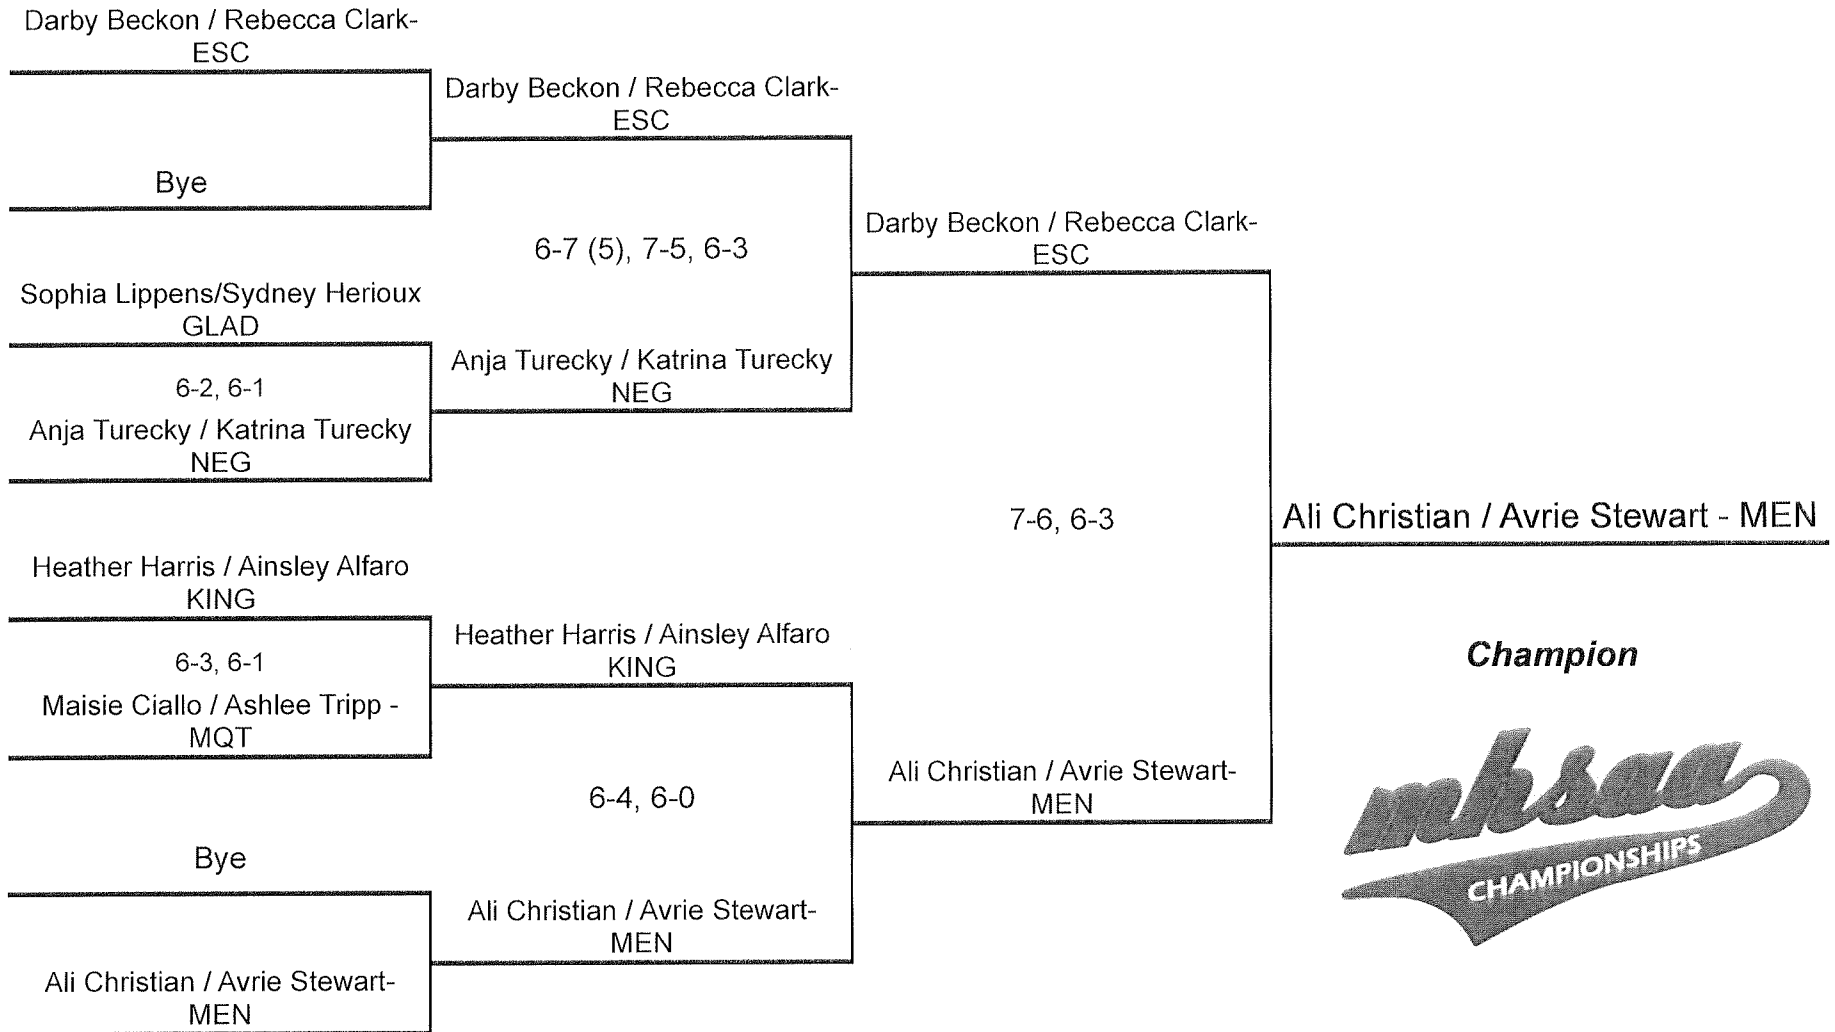 Darby Beckon / Rebecca Clark-
ESC
Bye
Sophia Lippens/Sydney Herioux
GLAD
6-2, 6-1
Anja Turecky / Katrina Turecky
NEG
Heather Harris / Ainsley Alfaro
KING
6-3, 6-1
Maisie Ciallo / Ashlee Tripp -
MQT
Bye
Ali Christian / Avrie Stewart-
MEN
Darby Beckon / Rebecca Clark-
ESC
6-7 (5), 7-5, 6-3
Anja Turecky / Katrina Turecky
NEG
Heather Harris / Ainsley Alfaro
KING
6-4, 6-0
Ali Christian / Avrie Stewart-
MEN
Darby Beckon / Rebecca Clark-
ESC
7-6, 6-3
Ali Christian / Avrie Stewart-
MEN
Ali Christian / Avrie Stewart - MEN
Champion
mhsaa
CHAMPIONSHIPS